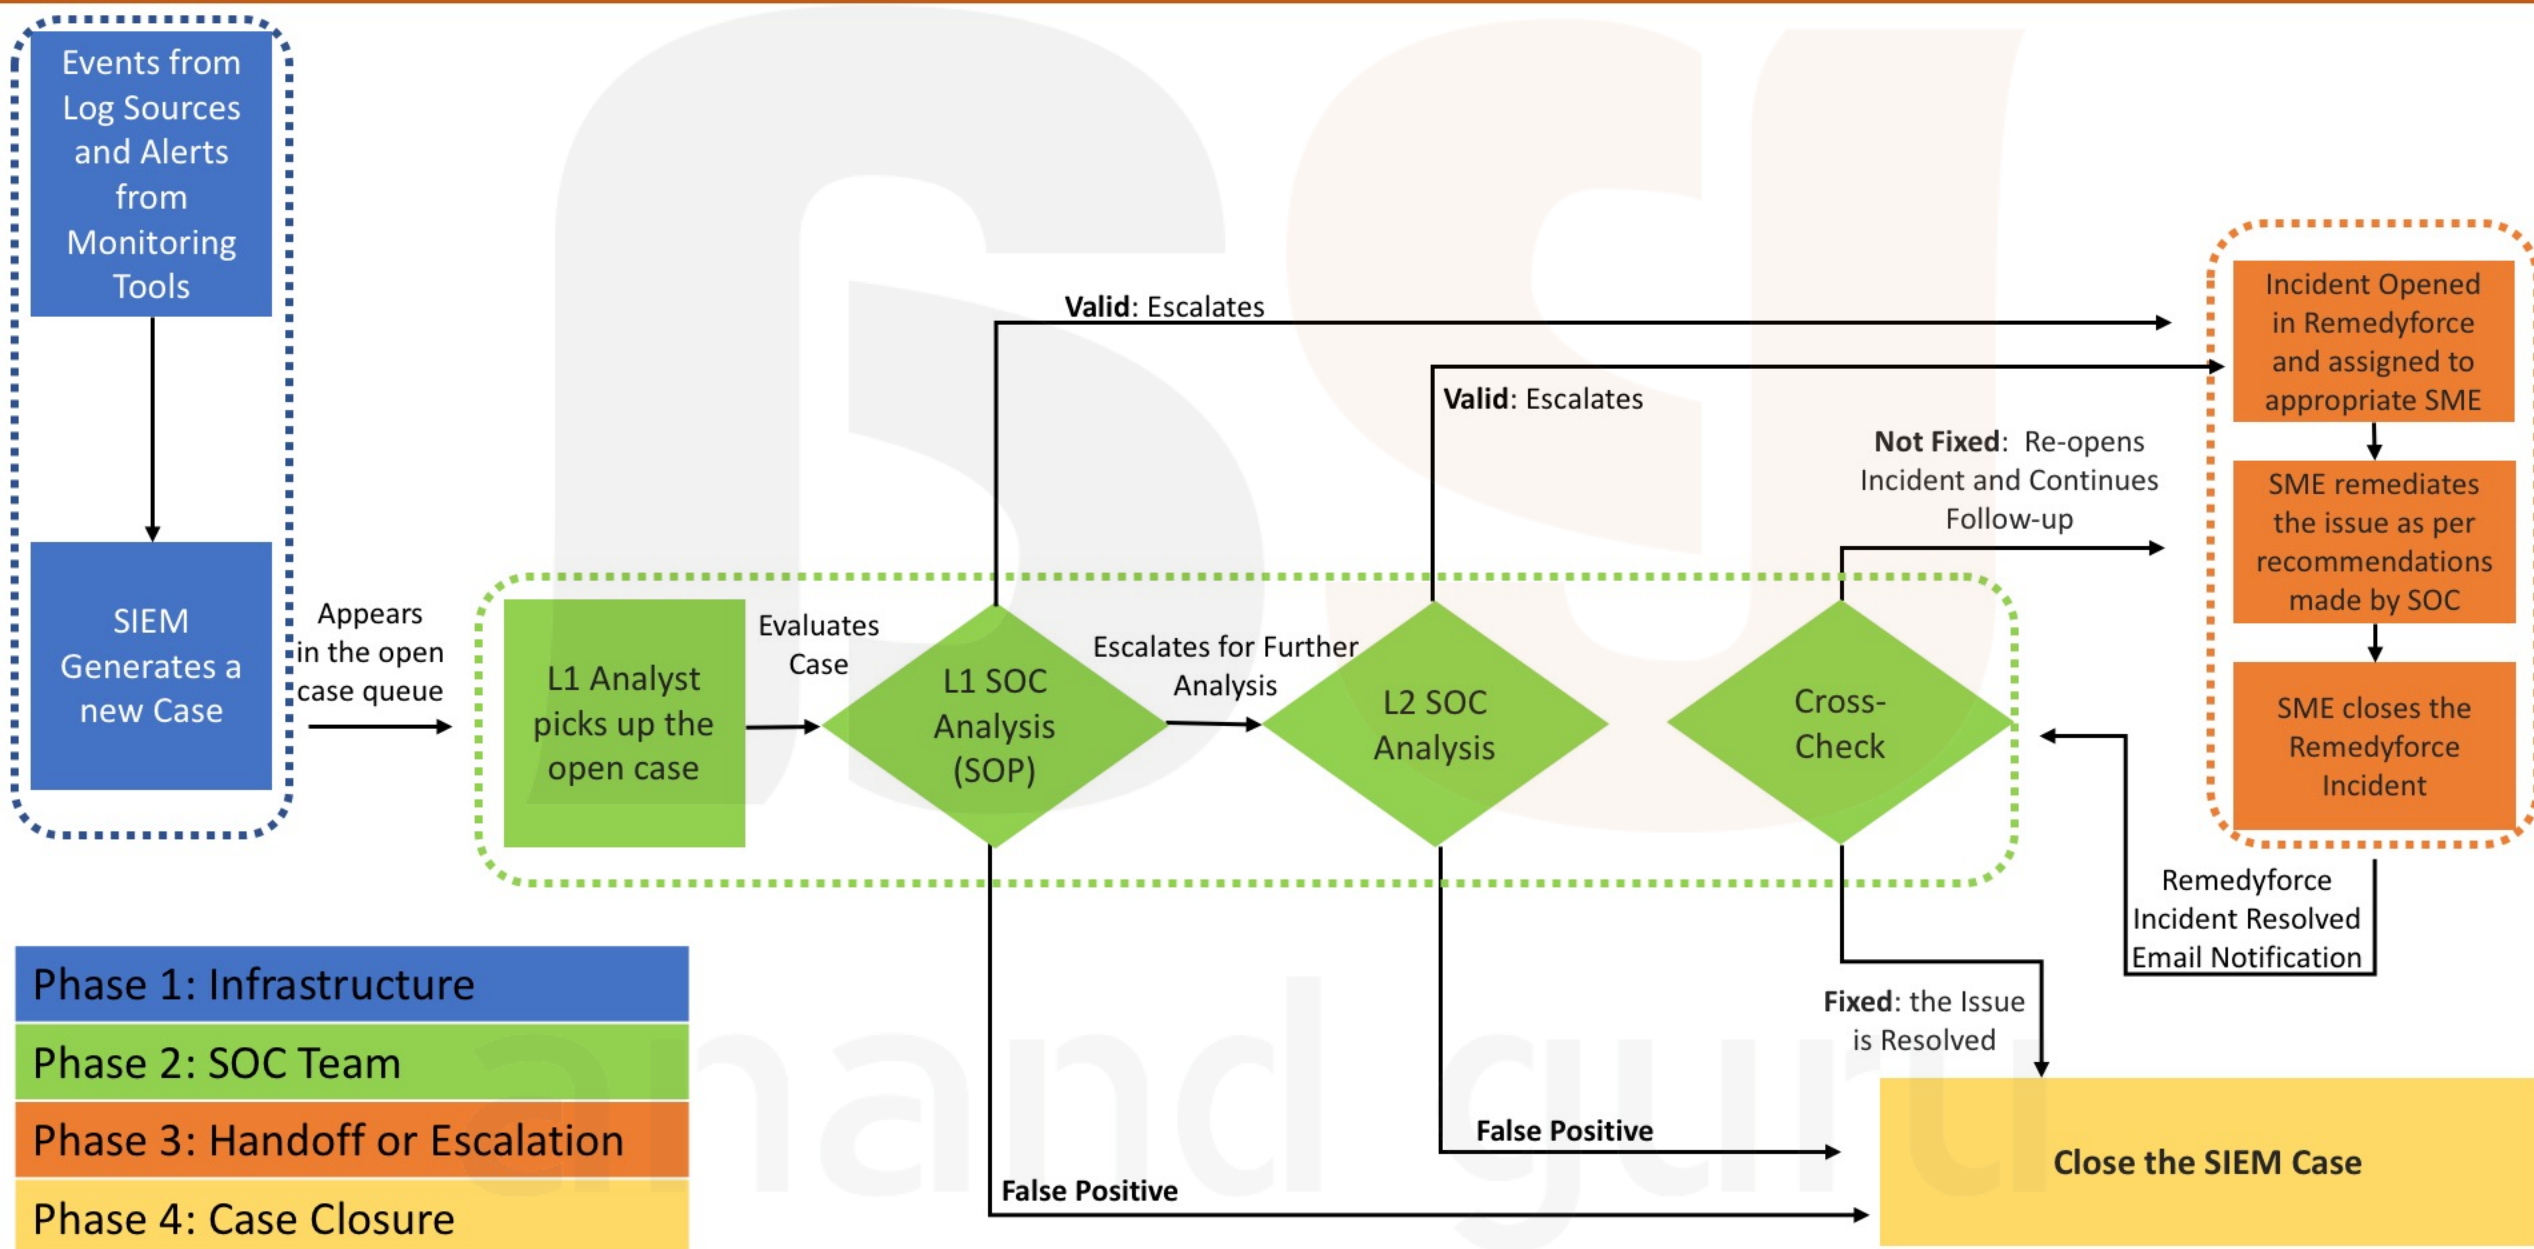 Events from
Log Sources
and Alerts
from
Monitoring
Tools
SIEM
Generates a
new Case
Appears
in the open
case queue
L1 Analyst
picks up the
open case
Evaluates
Case
L1 SOC
Analysis
(SOP)
Valid: Escalates
Escalates for Further
Analysis
L2 SOC
Analysis
Valid: Escalates
Not Fixed: Re-opens
Incident and Continues
Follow-up
Cross-
Check
Incident Opened
in Remedyforce
and assigned to
appropriate SME
SME remediates
the issue as per
recommendations
made by SOC
SME closes the
Remedyforce
Incident
Remedyforce
Incident Resolved
Email Notification
Fixed: the Issue
is Resolved
False Positive
False Positive
Close the SIEM Case
Phase 1: Infrastructure
Phase 2: SOC Team
Phase 3: Handoff or Escalation
Phase 4: Case Closure
anand guru